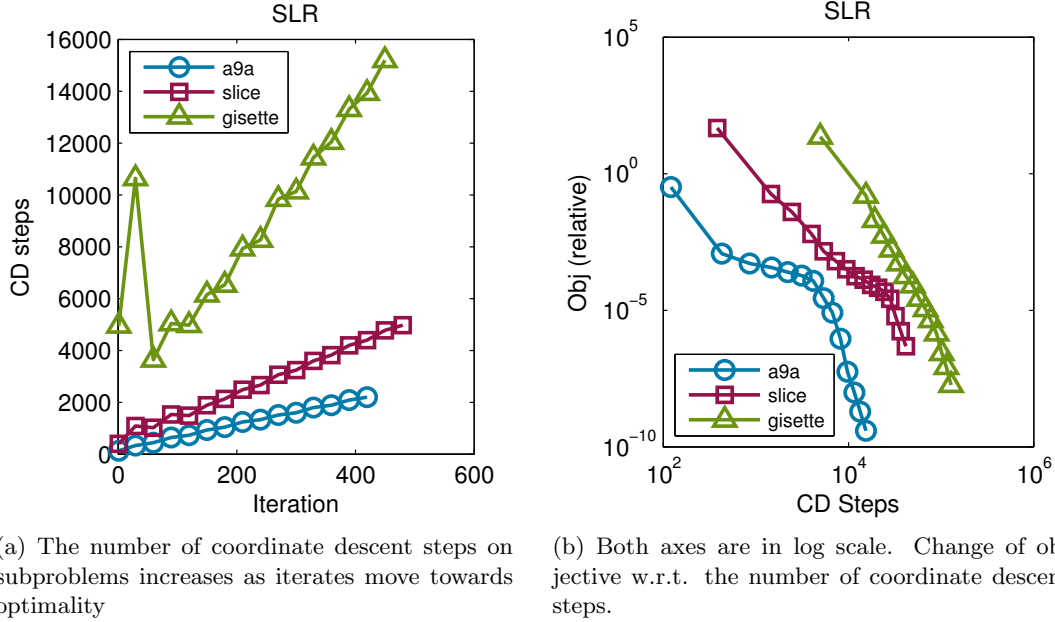 SLR
16000
14000
12000
10000
8000
6000
4000
2000
0
CD steps
a9a
slice
gisette
0 200 400 600
Iteration
(a) The number of coordinate descent steps on
subproblems increases as iterates move towards
optimality
SLR
10^5
10^0
10^−5
10^−10
Obj (relative)
a9a
slice
gisette
10^2 10^4 10^6
CD Steps
(b) Both axes are in log scale. Change of ob-
jective w.r.t. the number of coordinate descent
steps.